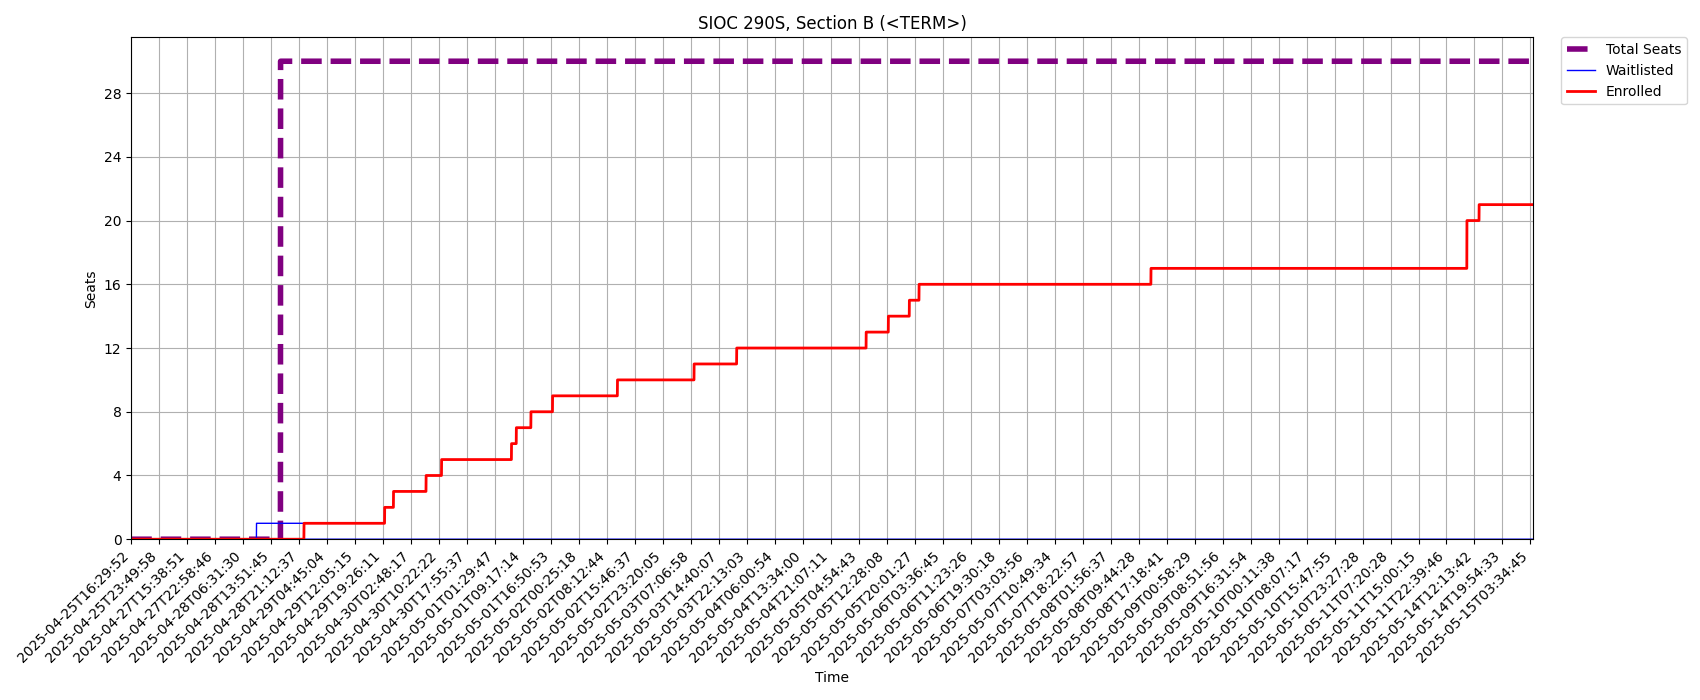 SIOC 290S, Section B (<TERM>)
Total Seats
Waitlisted
Enrolled
Seats
28
24
20
16
12
8
4
0
2025-04-25T16:29:52
2025-04-25T23:49:58
2025-04-27T15:38:51
2025-04-27T22:58:46
2025-04-28T06:31:30
2025-04-28T13:51:45
2025-04-28T21:12:37
2025-04-29T04:45:04
2025-04-29T12:05:15
2025-04-29T19:26:11
2025-04-30T02:48:17
2025-04-30T10:22:22
2025-04-30T17:55:37
2025-05-01T01:29:47
2025-05-01T09:17:14
2025-05-01T16:50:53
2025-05-02T00:25:18
2025-05-02T08:12:44
2025-05-02T15:46:37
2025-05-02T23:20:05
2025-05-03T07:06:58
2025-05-03T14:40:07
2025-05-03T22:13:03
2025-05-04T06:00:54
2025-05-04T13:34:00
2025-05-04T21:07:11
2025-05-05T04:54:43
2025-05-05T12:28:08
2025-05-05T20:01:27
2025-05-06T03:36:45
2025-05-06T11:23:26
2025-05-06T19:30:18
2025-05-07T03:03:56
2025-05-07T10:49:34
2025-05-07T18:22:57
2025-05-08T01:56:37
2025-05-08T09:44:28
2025-05-08T17:18:41
2025-05-09T00:58:29
2025-05-09T08:51:56
2025-05-09T16:31:54
2025-05-10T00:11:38
2025-05-10T08:07:17
2025-05-10T15:47:55
2025-05-10T23:27:28
2025-05-11T07:20:28
2025-05-11T15:00:15
2025-05-11T22:39:46
2025-05-14T12:13:42
2025-05-14T19:54:33
2025-05-15T03:34:45
Time